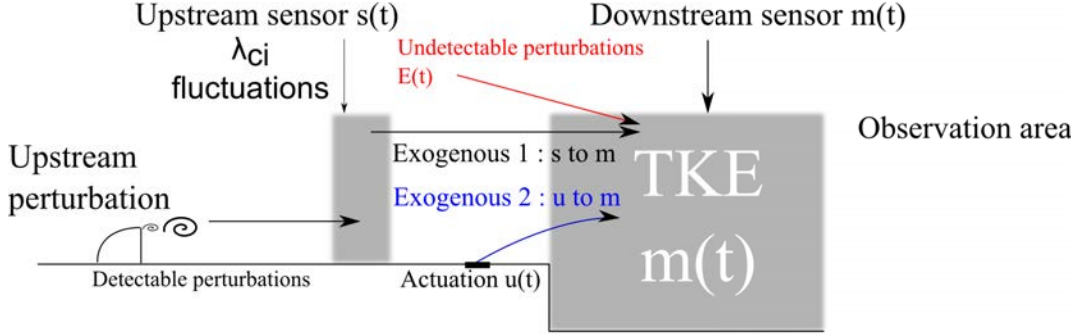 Upstream sensor s(t)
Downstream sensor m(t)
λci
fluctuations
Undetectable perturbations
E(t)
Observation area
Exogenous 1 : s to m
Upstream
perturbation
TKE
Exogenous 2 : u to m
m(t)
Detectable perturbations
Actuation u(t)